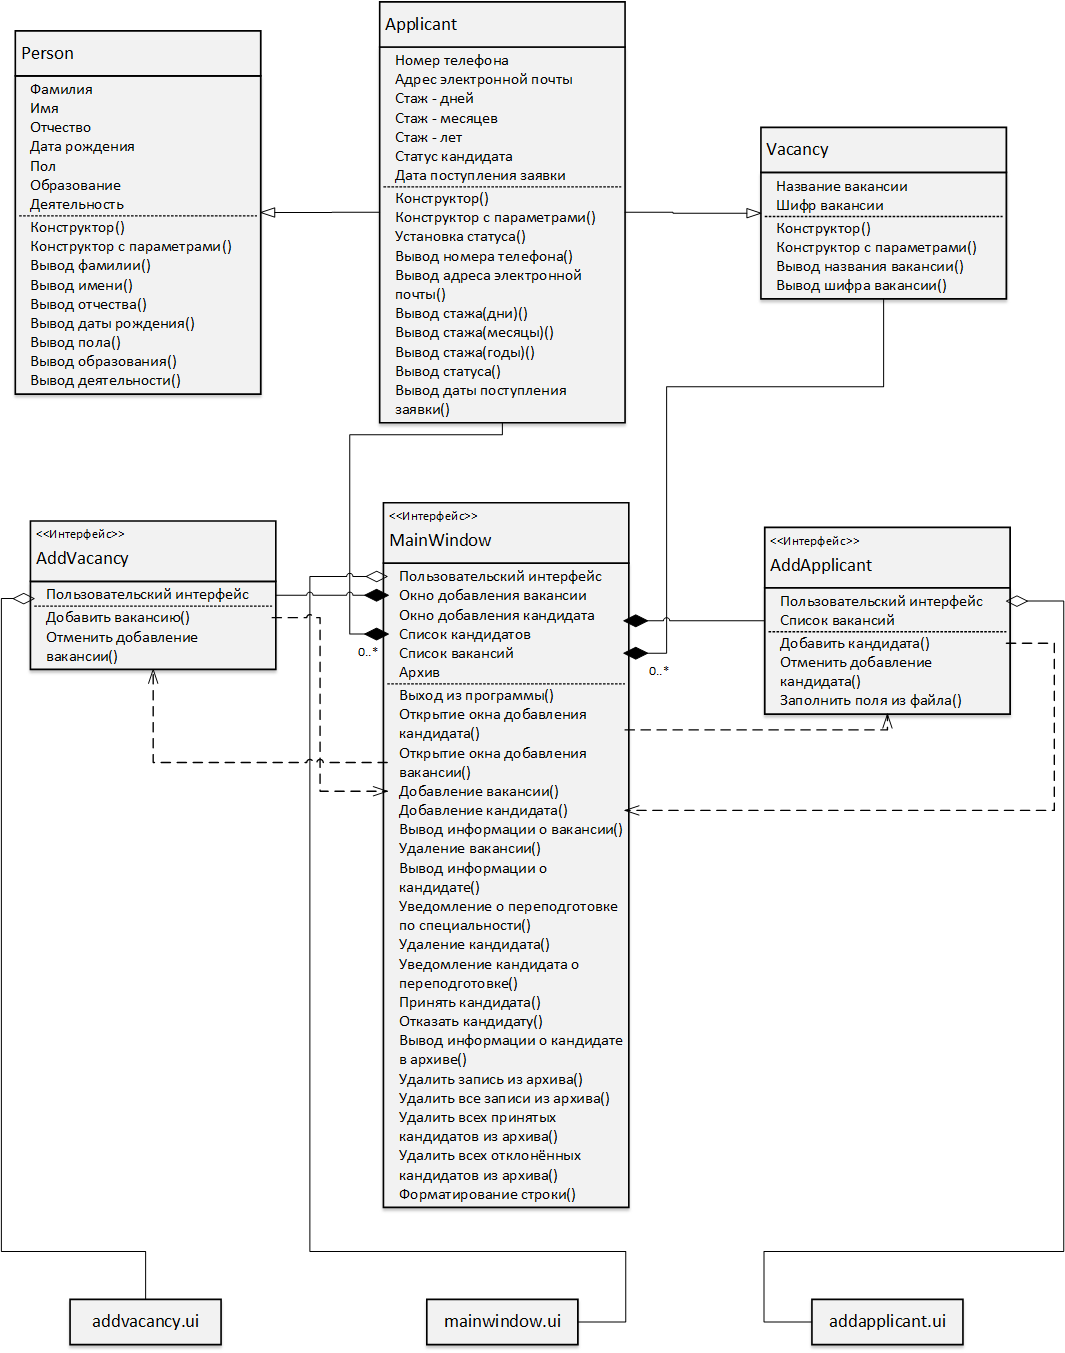 Person
Фамилия
Имя
Отчество
Дата рождения
Пол
Образование
Деятельность
Конструктор()
Конструктор с параметрами()
Вывод фамилии()
Вывод имени()
Вывод отчества()
Вывод даты рождения()
Вывод пола()
Вывод образования()
Вывод деятельности()
Applicant
Номер телефона
Адрес электронной почты
Стаж - дней
Стаж - месяцев
Стаж - лет
Статус кандидата
Дата поступления заявки
Конструктор()
Конструктор с параметрами()
Установка статуса()
Вывод номера телефона()
Вывод адреса электронной
почты()
Вывод стажа(дни)()
Вывод стажа(месяцы)()
Вывод стажа(годы)()
Вывод статуса()
Вывод даты поступления
заявки()
Vacancy
Название вакансии
Шифр вакансии
Конструктор()
Конструктор с параметрами()
Вывод названия вакансии()
Вывод шифра вакансии()
<<Интерфейс>>
AddVacancy
Пользовательский интерфейс
Добавить вакансию()
Отменить добавление
вакансии()
<<Интерфейс>>
MainWindow
Пользовательский интерфейс
Окно добавления вакансии
Окно добавления кандидата
Список кандидатов
Список вакансий
Архив
Выход из программы()
Открытие окна добавления
кандидата()
Открытие окна добавления
вакансии()
Добавление вакансии()
Добавление кандидата()
Вывод информации о вакансии()
Удаление вакансии()
Вывод информации о
кандидате()
Уведомление о переподготовке
по специальности()
Удаление кандидата()
Уведомление кандидата о
переподготовке()
Принять кандидата()
Отказать кандидату()
Вывод информации о кандидате
в архиве()
Удалить запись из архива()
Удалить все записи из архива()
Удалить всех принятых
кандидатов из архива()
Удалить всех отклонённых
кандидатов из архива()
Форматирование строки()
0..*
0..*
<<Интерфейс>>
AddApplicant
Пользовательский интерфейс
Список вакансий
Добавить кандидата()
Отменить добавление
кандидата()
Заполнить поля из файла()
addvacancy.ui
mainwindow.ui
addapplicant.ui